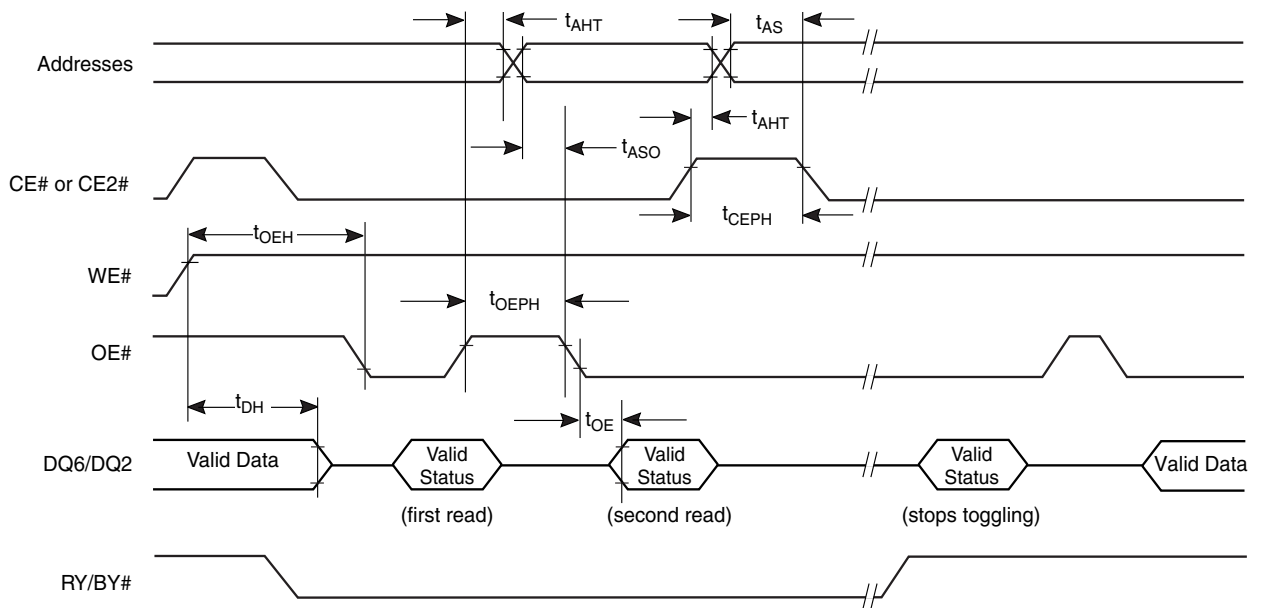 tAHT
tAS
Addresses
tAHT
tASO
CE# or CE2#
tCEPH
tOEH
WE#
tOEPH
OE#
tDH
tOE
DQ6/DQ2
Valid Data
Valid
Status
Valid
Status
Valid
Status
Valid Data
(first read)
(second read)
(stops toggling)
RY/BY#